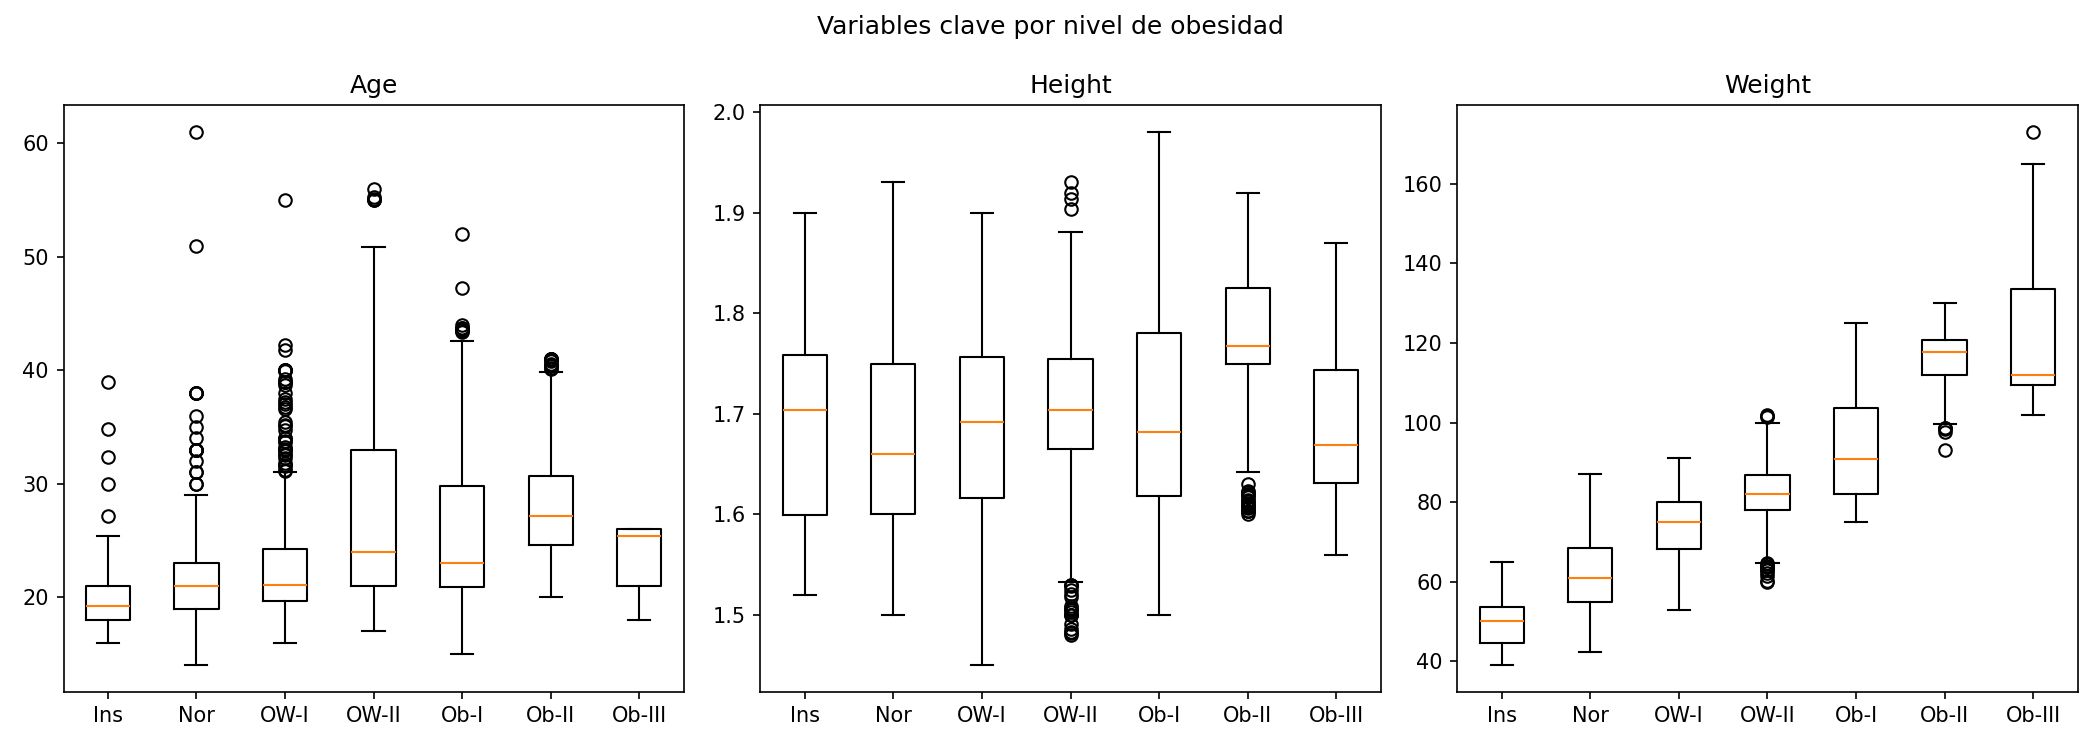 Variables clave por nivel de obesidad
Age
60
50
40
30
20
Ins Nor OW-I OW-II Ob-I Ob-II Ob-III
Height
2.0
1.9
1.8
1.7
1.6
1.5
Ins Nor OW-I OW-II Ob-I Ob-II Ob-III
Weight
160
140
120
100
80
60
40
Ins Nor OW-I OW-II Ob-I Ob-II Ob-III